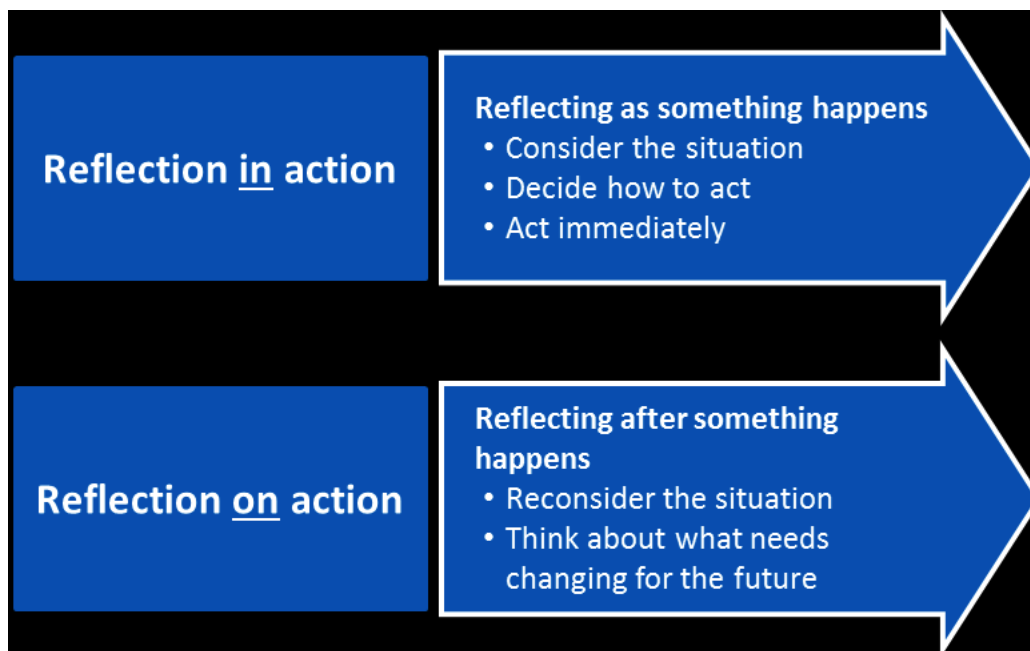 Reflection in action
Reflecting as something happens
• Consider the situation
• Decide how to act
• Act immediately
Reflection on action
Reflecting after something
happens
• Reconsider the situation
• Think about what needs
changing for the future